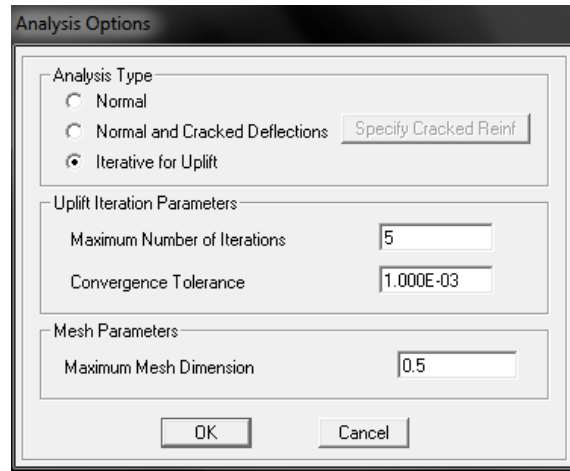 Analysis Options
Analysis Type
Normal
Normal and Cracked Deflections Specify Cracked Reinf
Iterative for Uplift
Uplift Iteration Parameters
Maximum Number of Iterations 5
Convergence Tolerance 1.000E-03
Mesh Parameters
Maximum Mesh Dimension 0.5
OK Cancel